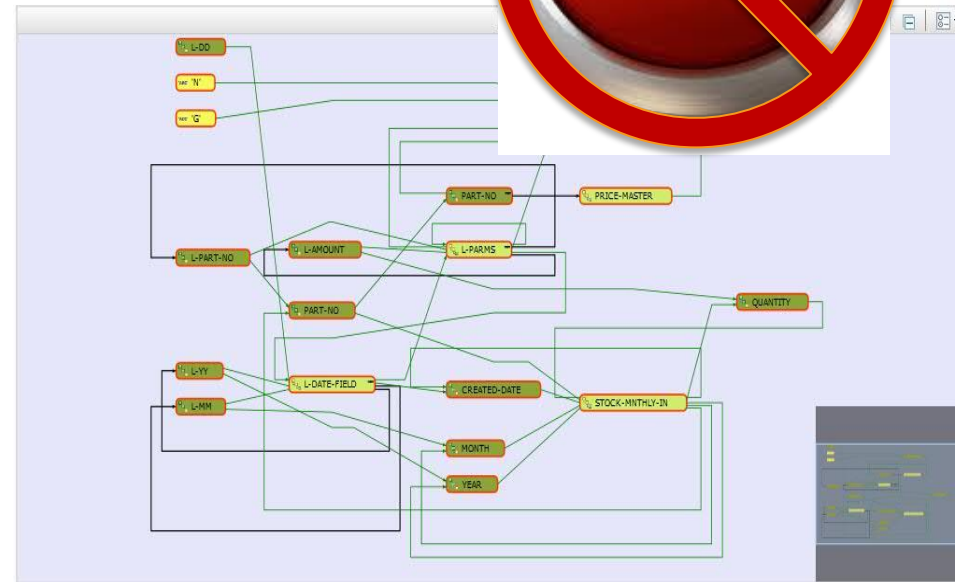 L-DD
'N'
'G'
PART-NO
PRICE-MASTER
L-PART-NO
L-AMOUNT
L-PARMS
PART-NO
QUANTITY
L-YY
L-DATE-FIELD
CREATED-DATE
L-MM
STOCK-MNTHLY-IN
MONTH
YEAR